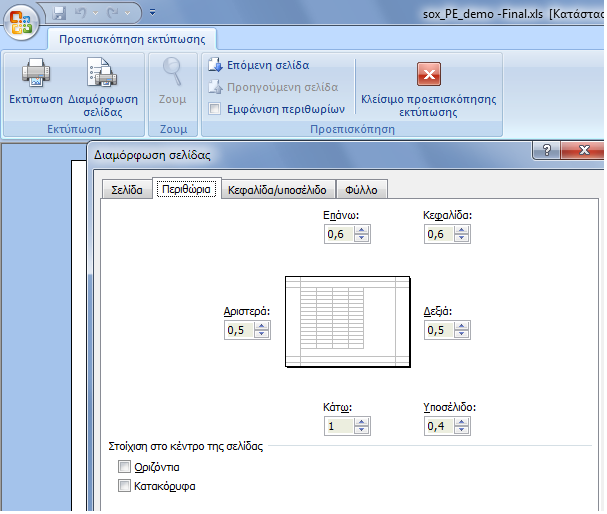 sox_PE_demo -Final.xls [Κατάστασ
Προεπισκόπηση εκτύπωσης
Εκτύπωση Διαμόρφωση σελίδας
Ζουμ
Επόμενη σελίδα
Προηγούμενη σελίδα
Εμφάνιση περιθωρίων
Κλείσιμο προεπισκόπησης εκτύπωσης
Εκτύπωση Ζουμ Προεπισκόπηση
Διαμόρφωση σελίδας
Σελίδα Περιθώρια Κεφαλίδα/υποσέλιδο Φύλλο
Επάνω: Κεφαλίδα:
0,6 0,6
Αριστερά: Δεξιά:
0,5 0,5
Κάτω: Υποσέλιδο:
1 0,4
Στοίχιση στο κέντρο της σελίδας
Οριζόντια
Κατακόρυφα